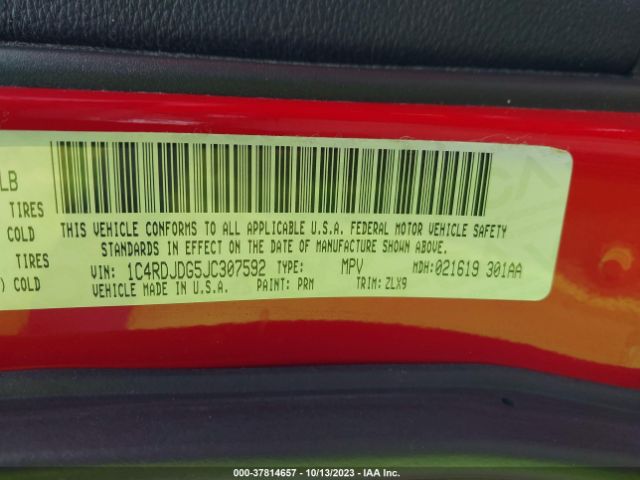 LB
TIRES
COLD
TIRES
) COLD
THIS VEHICLE CONFORMS TO ALL APPLICABLE U.S.A. FEDERAL MOTOR VEHICLE SAFETY
STANDARDS IN EFFECT ON THE DATE OF MANUFACTURE SHOWN ABOVE.
VIN: 1C4RDJDG5JC307592 TYPE: MPV MDH:021619 301AA
VEHICLE MADE IN U.S.A. PAINT: PRM TRIM: ZLX9
10-33 - 37814657 - 10/13/2023 - IAA Inc.